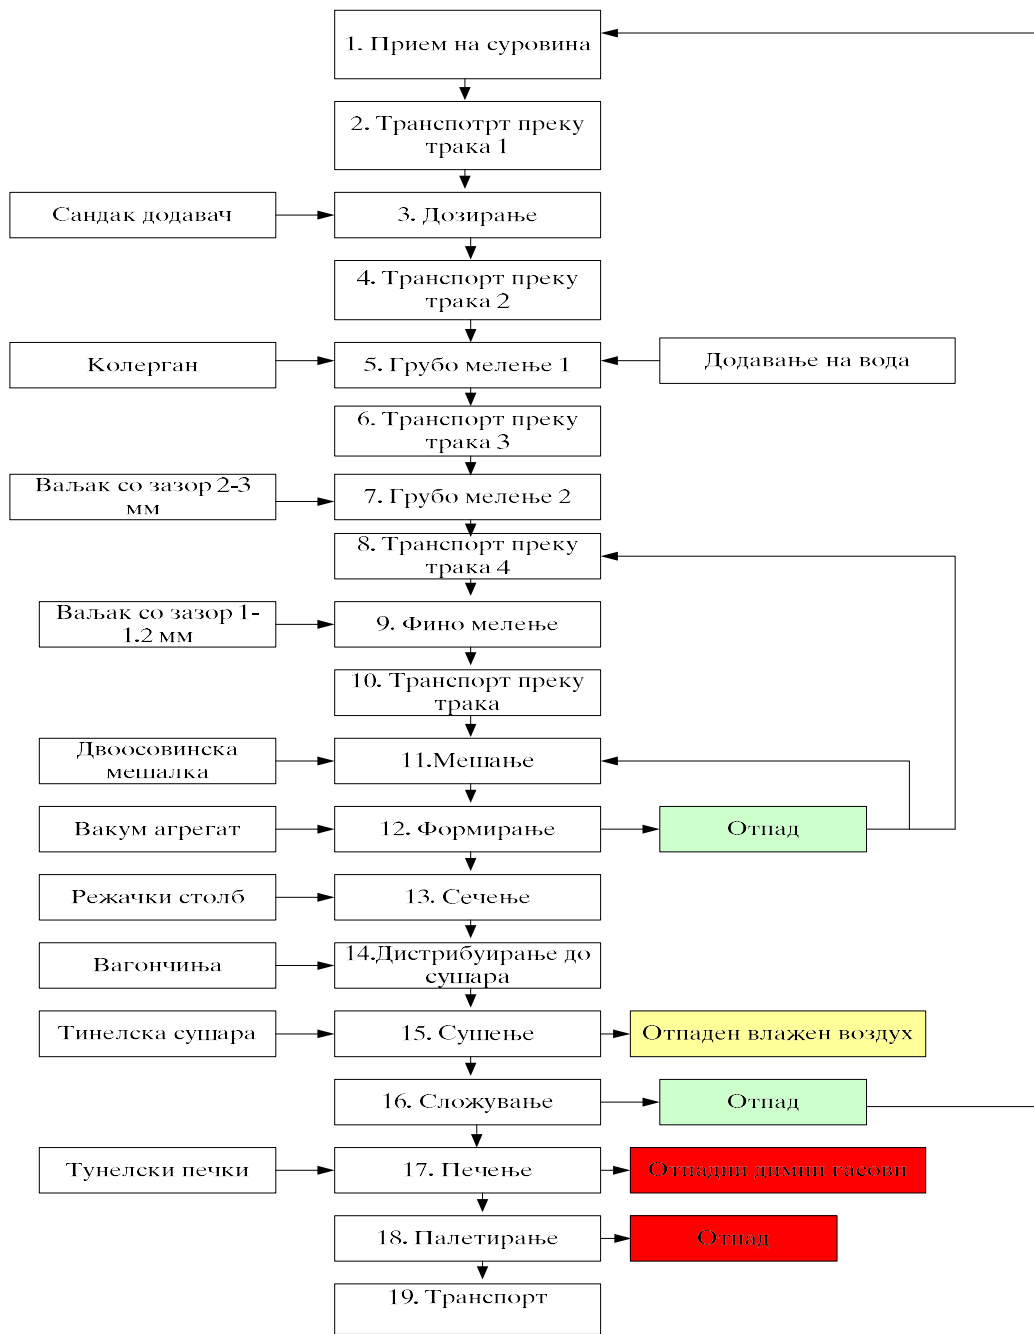 1. Прием на суровина
2. Транспотрт преку
трака 1
Сандак додавач
3. Дозирање
4. Транспорт преку
трака 2
Колерган
5. Грубо мелење 1
Додавање на вода
6. Транспорт преку
трака 3
Ваљак со зазор 2-3
мм
7. Грубо мелење 2
8. Транспорт преку
трака 4
Ваљак со зазор 1-
1.2 мм
9. Фино мелење
10. Транспорт преку
трака
Двоосовинска
мешалка
11.Мешање
Вакум агрегат
12. Формирање
Отпад
Режачки столб
13. Сечење
Вагончиња
14.Дистрибуирање до
сушара
Тинелска сушара
15. Сушење
Отпаден влажен воздух
16. Сложување
Отпад
Тунелски печки
17. Печење
Отпадни димни гасови
18. Палетирање
Отпад
19. Транспорт